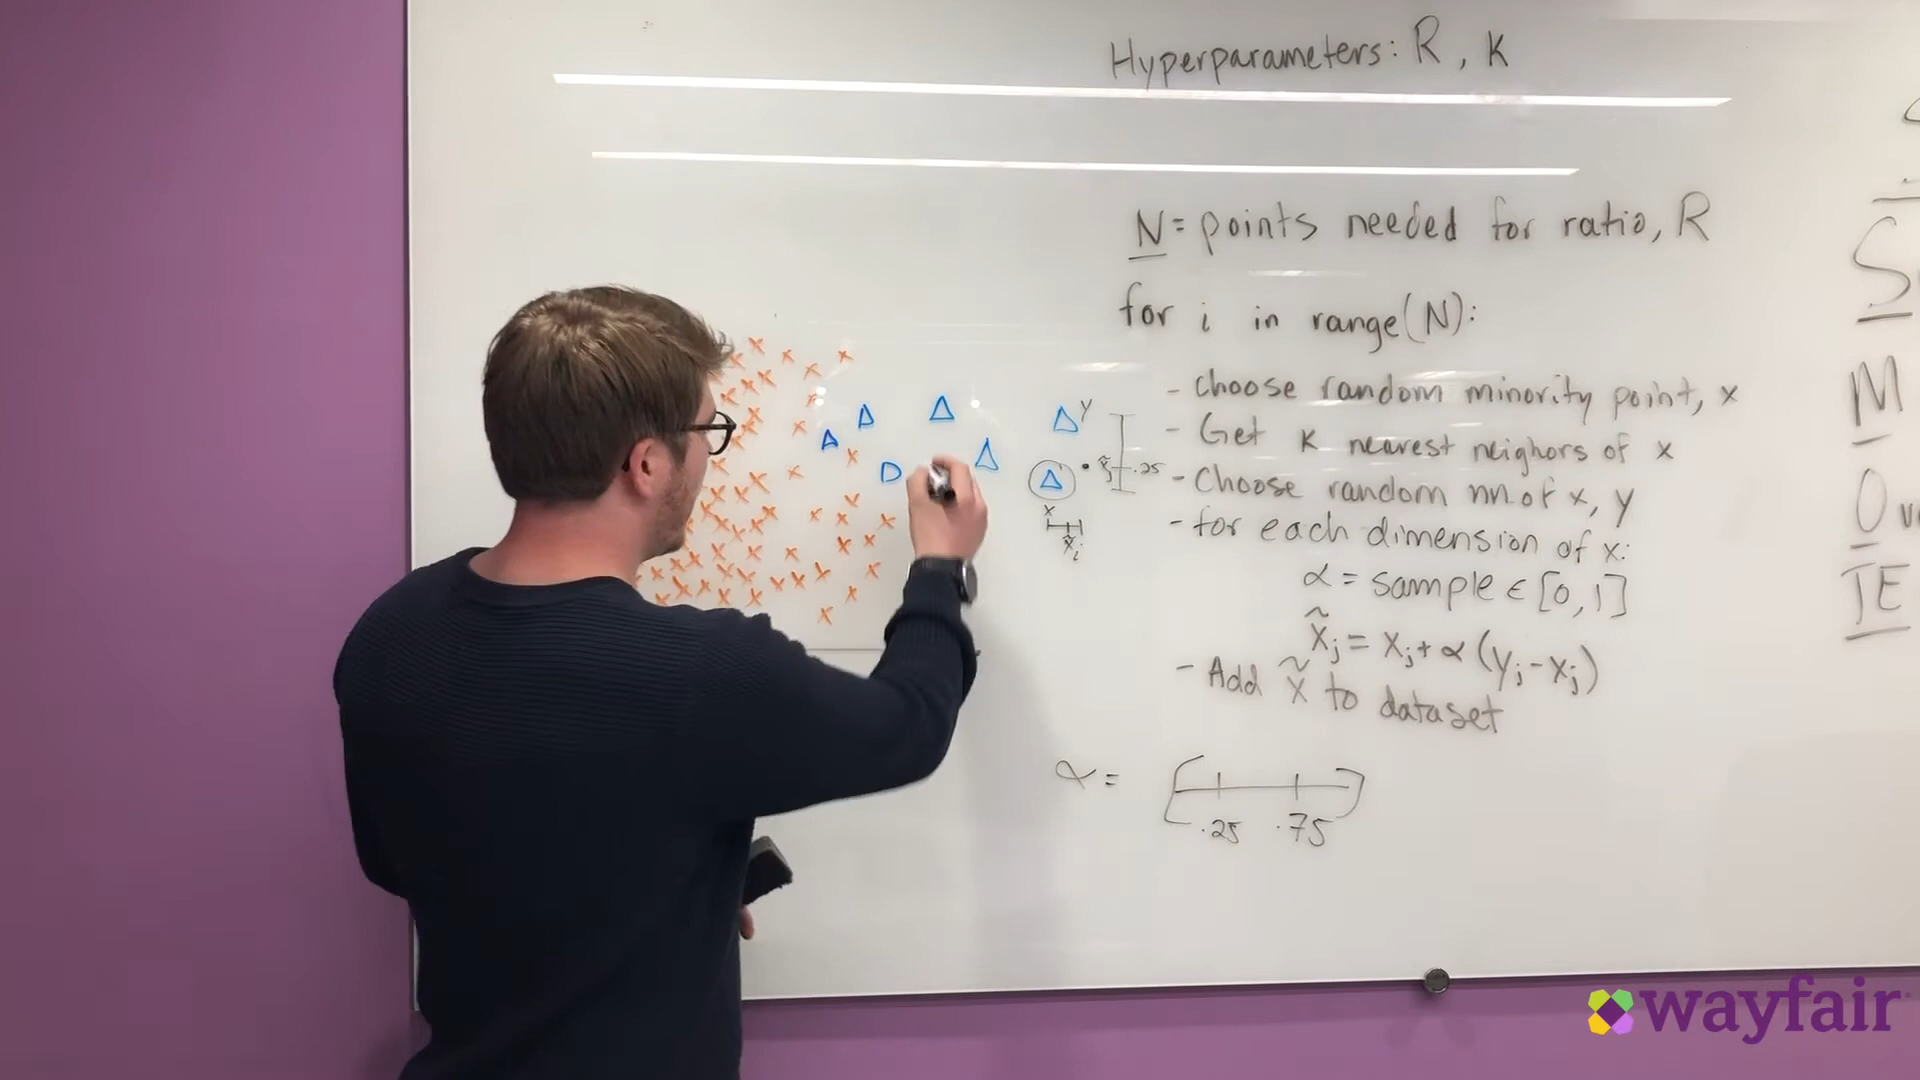 Hyperparameters: R, K
N = points needed for ratio, R
for i in range(N):
- Choose random minority point, x
- Get K nearest neighors of x
- Choose random nn of x, y
- for each dimension of x:
α = sample ∈ [0,1]
x̃j = xj + α (yj - xj)
- Add x̃ to dataset
y
x̃j .25
x
x̃i
α =
.25 .75
S
M
O
TE
wayfair